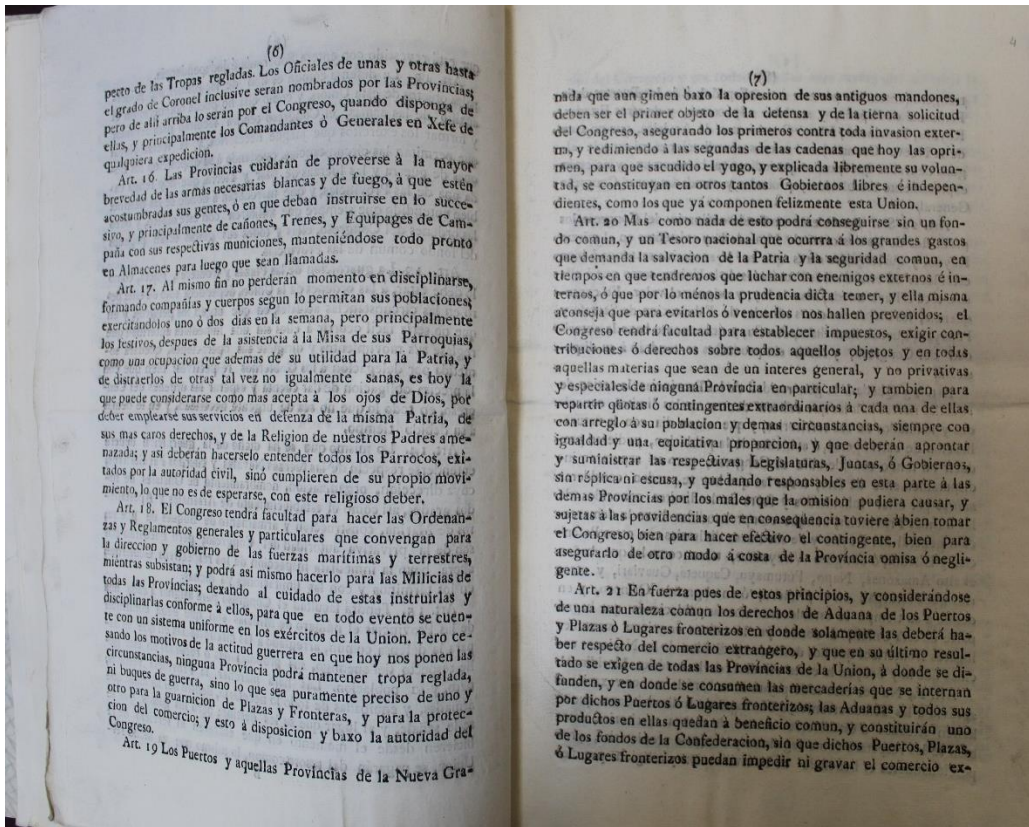 (6)
pecto de las Tropas regladas. Los Oficiales de unas y otras hasta
el grado de Coronel inclusive seran nombrados por las Provincias;
pero de alli arriba lo serán por el Congreso, quando disponga de
ellas, y principalmente los Comandantes ò Generales en Xefe de
qualquiera expedicion.
Art. 16. Las Provincias cuidarán de proveerse à la mayor
brevedad de las armas necesarias blancas y de fuego, à que estén
acostumbradas sus gentes, ó en que deban instruirse en lo succe-
sivo, y principalmente de cañones, Trenes, y Equipages de Cam-
paña con sus respectivas municiones, manteniéndose todo pronto
en Almacenes para luego que sean llamadas.
Art. 17. Al mismo fin no perderán momento en disciplinarse,
formando compañías y cuerpos segun lo permitan sus poblaciones;
exercitandolos uno ò dos dias en la semana, pero principalmente
los festivos, despues de la asistencia à la Misa de sus Parroquias,
como una ocupacion que ademas de su utilidad para la Patria, y
de distraerlos de otras tal vez no igualmente sanas, es hoy la
que puede considerarse como mas acepta à los ojos de Dios, por
deber emplearse sus servicios en defenza de la misma Patria, de
sus mas caros derechos, y de la Religion de nuestros Padres ame-
nazada; y asi deberán hacerselo entender todos los Párrocos, exi-
tados por la autoridad civil, sinó cumplieren de su propio movi-
miento, lo que no es de esperarse, con este religioso deber.
Art. 18. El Congreso tendrá facultad para hacer las Ordenan-
zas y Reglamentos generales y particulares qne convengan para
la direccion y gobierno de las fuerzas marítimas y terrestres,
mientras subsistan; y podrá asi mismo hacerlo para las Milicias de
todas las Provincias; dexando al cuidado de estas instruirlas y
disciplinarlas conforme à ellos, para que en todo evento se cuen-
te con un sistema uniforme en los exércitos de la Union. Pero ce-
sando los motivos de la actitud guerrera en que hoy nos ponen las
circunstancias, ninguna Provincia podrá mantener tropa reglada,
ni buques de guerra, sino lo que sea puramente preciso de uno y
otro para la guarnicion de Plazas y Fronteras, y para la protec-
cion del comercio; y esto à disposicion y baxo la autoridad del
Congreso.
Art. 19 Los Puertos y aquellas Provincias de la Nueva Gra-
(7)
nada que aun gimen baxo la opresion de sus antiguos mandones,
deben ser el primer objeto de la defensa y de la tierna solicitud
del Congreso, asegurando los primeros contra toda invasion exter-
na, y redimiendo à las segundas de las cadenas que hoy las opri-
men, para que sacudido el yugo, y explicada libremente su volun-
tad, se constituyan en otros tantos Gobiernos libres é indepen-
dientes, como los que yá componen felizmente esta Union.
Art. 20 Mas como nada de esto podrá conseguirse sin un fon-
do comun, y un Tesoro nacional que ocurrra á los grandes gastos
que demanda la salvacion dè la Patria y la seguridad comun, en
tiempos en que tendremos que luchar con enemigos externos é in-
ternos, ó que por lo ménos la prudencia dicta temer, y ella misma
aconseja que para evitarlos ó vencerlos nos hallen prevenidos; el
Congreso tendrá facultad para establecer impuestos, exigir con-
tribuciones ó derechos sobre todos aquellos objetos y en todas
aquellas materias que sean de un interes general, y no privativas
y especiales de ninguna Provincia en particular; y tambien para
repartir qüotas ó contingentes extraordinarios à cada una de ellas
con arreglo à su poblacion y demas circunstancias, siempre con
igualdad y una equitativa proporcion, y que deberán aprontar
y suministrar las respectivas Legislaturas, Juntas, ó Gobiernos,
sin réplica ni escusa, y quedando responsables en esta parte à las
demas Provincias por los males que la omision pudiera causar, y
sujetas à las providencias que en conseqüencia tuviere àbien tomar
el Congreso, bien para hacer efectivo el contingente, bien para
asegurarlo de otro modo á costa de la Provincia omisa ó negli-
gente.
Art. 21 En fuerza pues de estos principios, y considerándose
de una naturaleza comun los derechos de Aduana de los Puertos
y Plazas ò Lugares fronterizos en donde solamente las deberá ha-
ber respecto del comercio extrangero, y que en su último resul-
tado se exigen de todas las Provincias de la Union, à donde se di-
funden, y en donde se consumen las mercaderias que se internan
por dichos Puertos ó Lugares fronterizos; las Aduanas y todos sus
productos en ellas quedan à beneficio comun, y constituirán uno
de los fondos de la Confederacion, sin que dichos Puertos, Plazas,
ó Lugares fronterizos puedan impedir ni gravar el comercio ex-